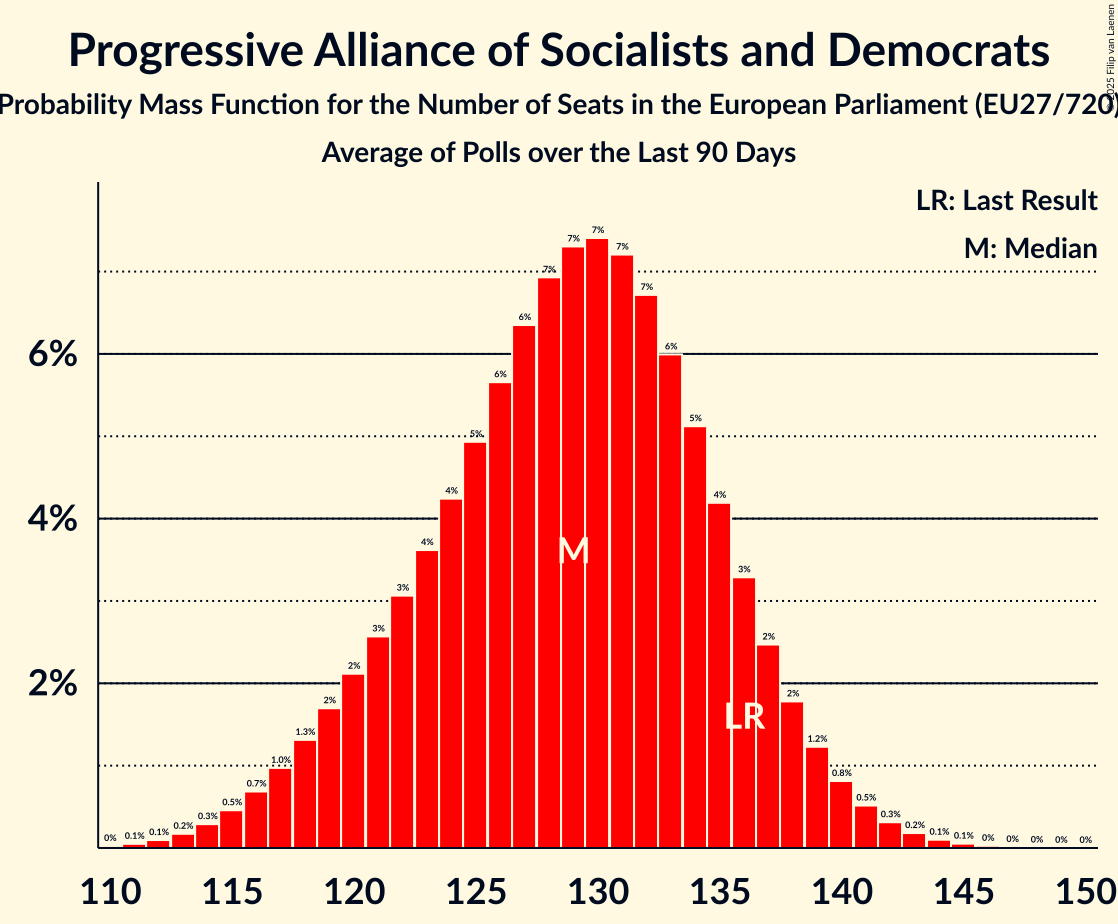 Progressive Alliance of Socialists and Democrats
Probability Mass Function for the Number of Seats in the European Parliament (EU27/720)
Average of Polls over the Last 90 Days
© 2025 Filip van Laenen
LR: Last Result
M: Median
6%
4%
2%
0% 0.1% 0.1% 0.2% 0.3% 0.5% 0.7% 1.0% 1.3% 2% 2% 3% 3% 4% 4% 5% 6% 6% 7% 7% 7% 7% 7% 6% 5% 4% 3% 2% 2% 1.2% 0.8% 0.5% 0.3% 0.2% 0.1% 0.1% 0% 0% 0% 0% 0%
M
LR
110 115 120 125 130 135 140 145 150